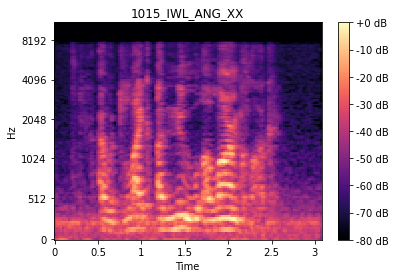 1015_IWL_ANG_XX
+0 dB
8192
-10 dB
4096
-20 dB
-30 dB
2048
-40 dB
Hz
1024
-50 dB
512
-60 dB
-70 dB
0
-80 dB
0 0.5 1 1.5 2 2.5 3
Time